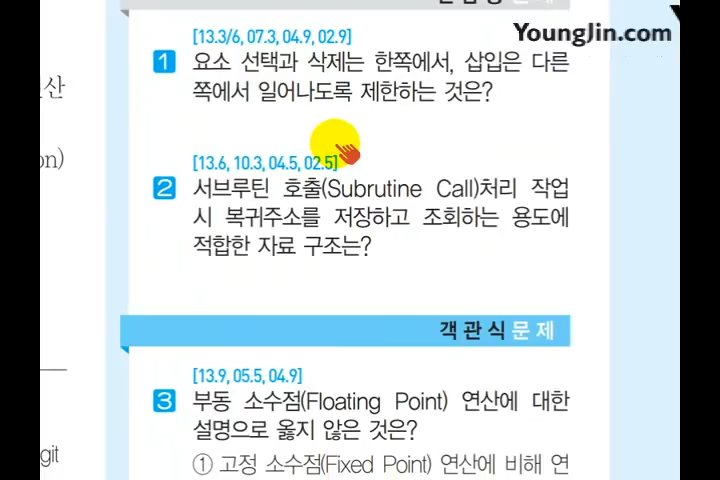 YoungJin.com
[13.3/6, 07.3, 04.9, 02.9]
1 요소 선택과 삭제는 한쪽에서, 삽입은 다른
쪽에서 일어나도록 제한하는 것은?
[13.6, 10.3, 04.5, 02.5]
2 서브루틴 호출(Subrutine Call)처리 작업
시 복귀주소를 저장하고 조회하는 용도에
적합한 자료 구조는?
객관식 문제
[13.9, 05.5, 04.9]
3 부동 소수점(Floating Point) 연산에 대한
설명으로 옳지 않은 것은?
① 고정 소수점(Fixed Point) 연산에 비해 연
산
on)
git